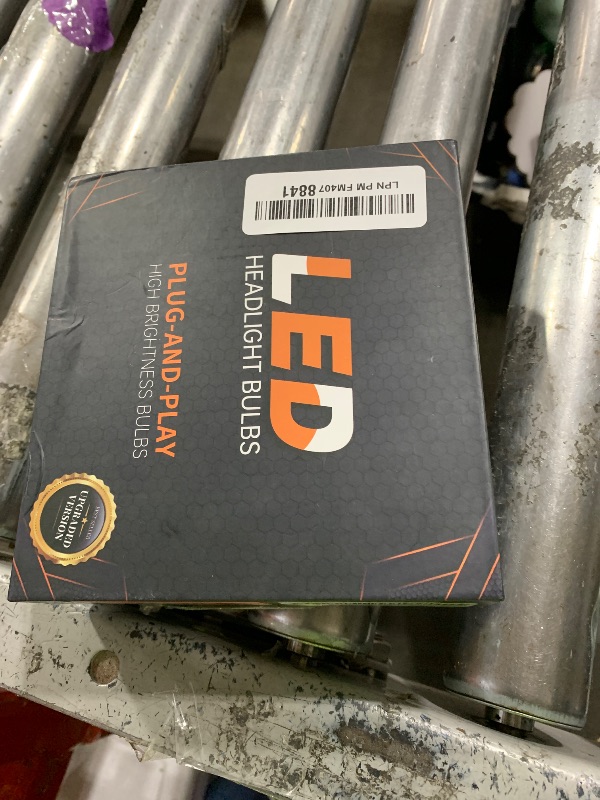 LPN PM FM407 8841
LED
HEADLIGHT BULBS
PLUG-AND-PLAY
HIGH BRIGHTNESS BULBS
UPGRADED
VERSION